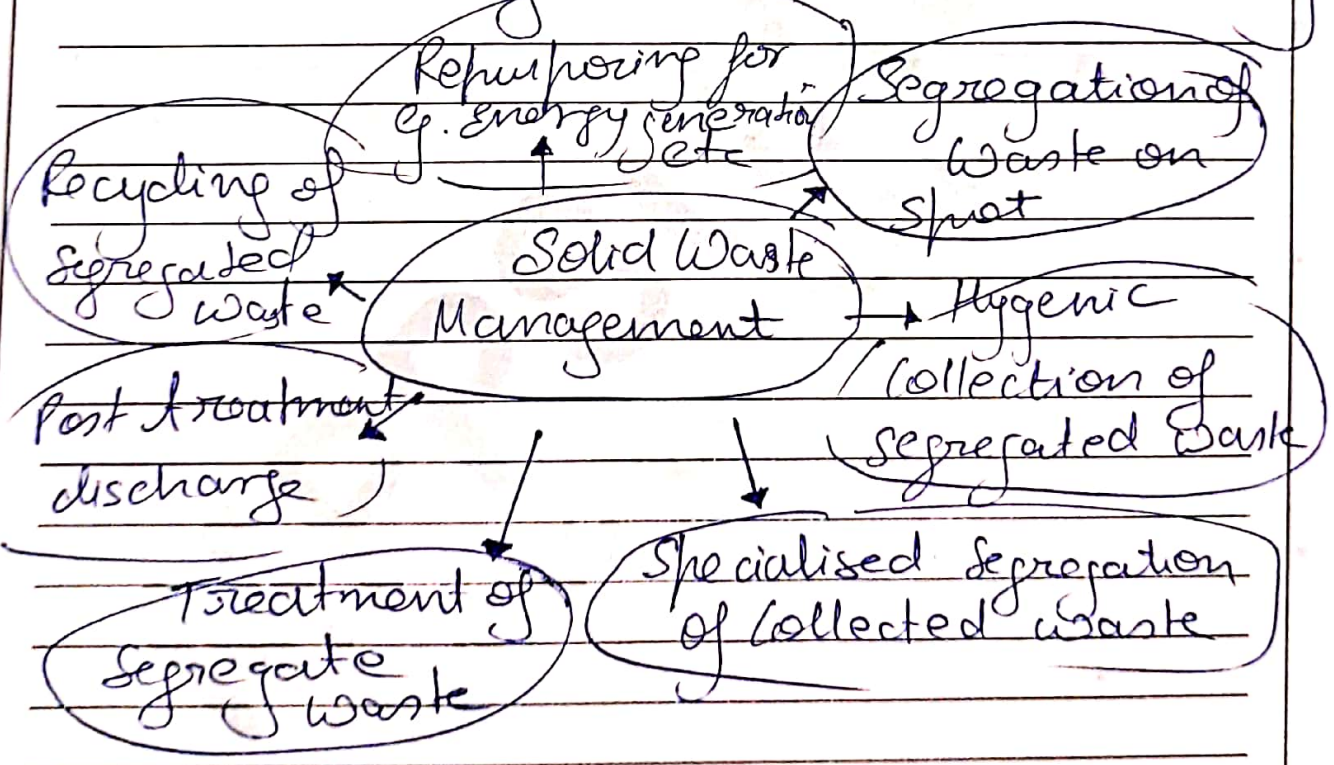 Repurposing for
eg. Energy generation
etc
Segregation of
Waste on
Spot
Recycling of
Segregated
waste
Solid Waste
Management
Hygenic
Collection of
segregated Waste
Post treatment
discharge
Treatment of
Segregate
waste
Specialised Segregation
of Collected waste